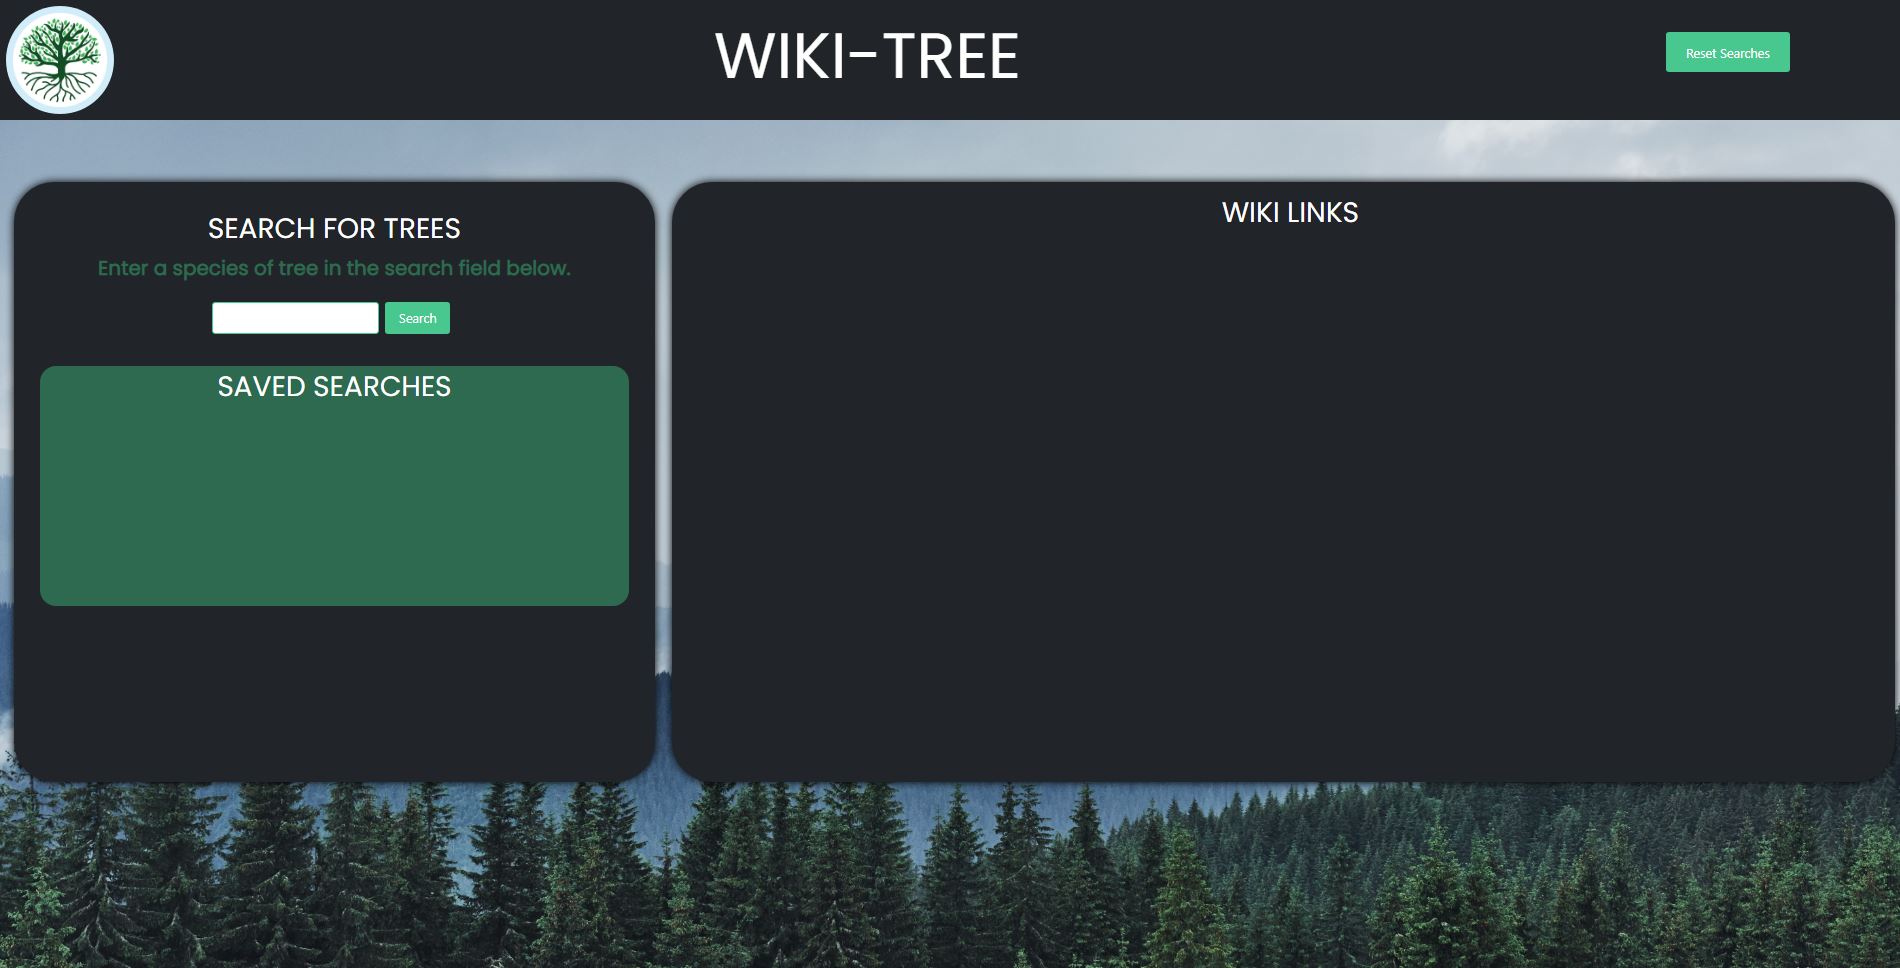 WIKI-TREE
Reset Searches
SEARCH FOR TREES
Enter a species of tree in the search field below.
Search
SAVED SEARCHES
WIKI LINKS